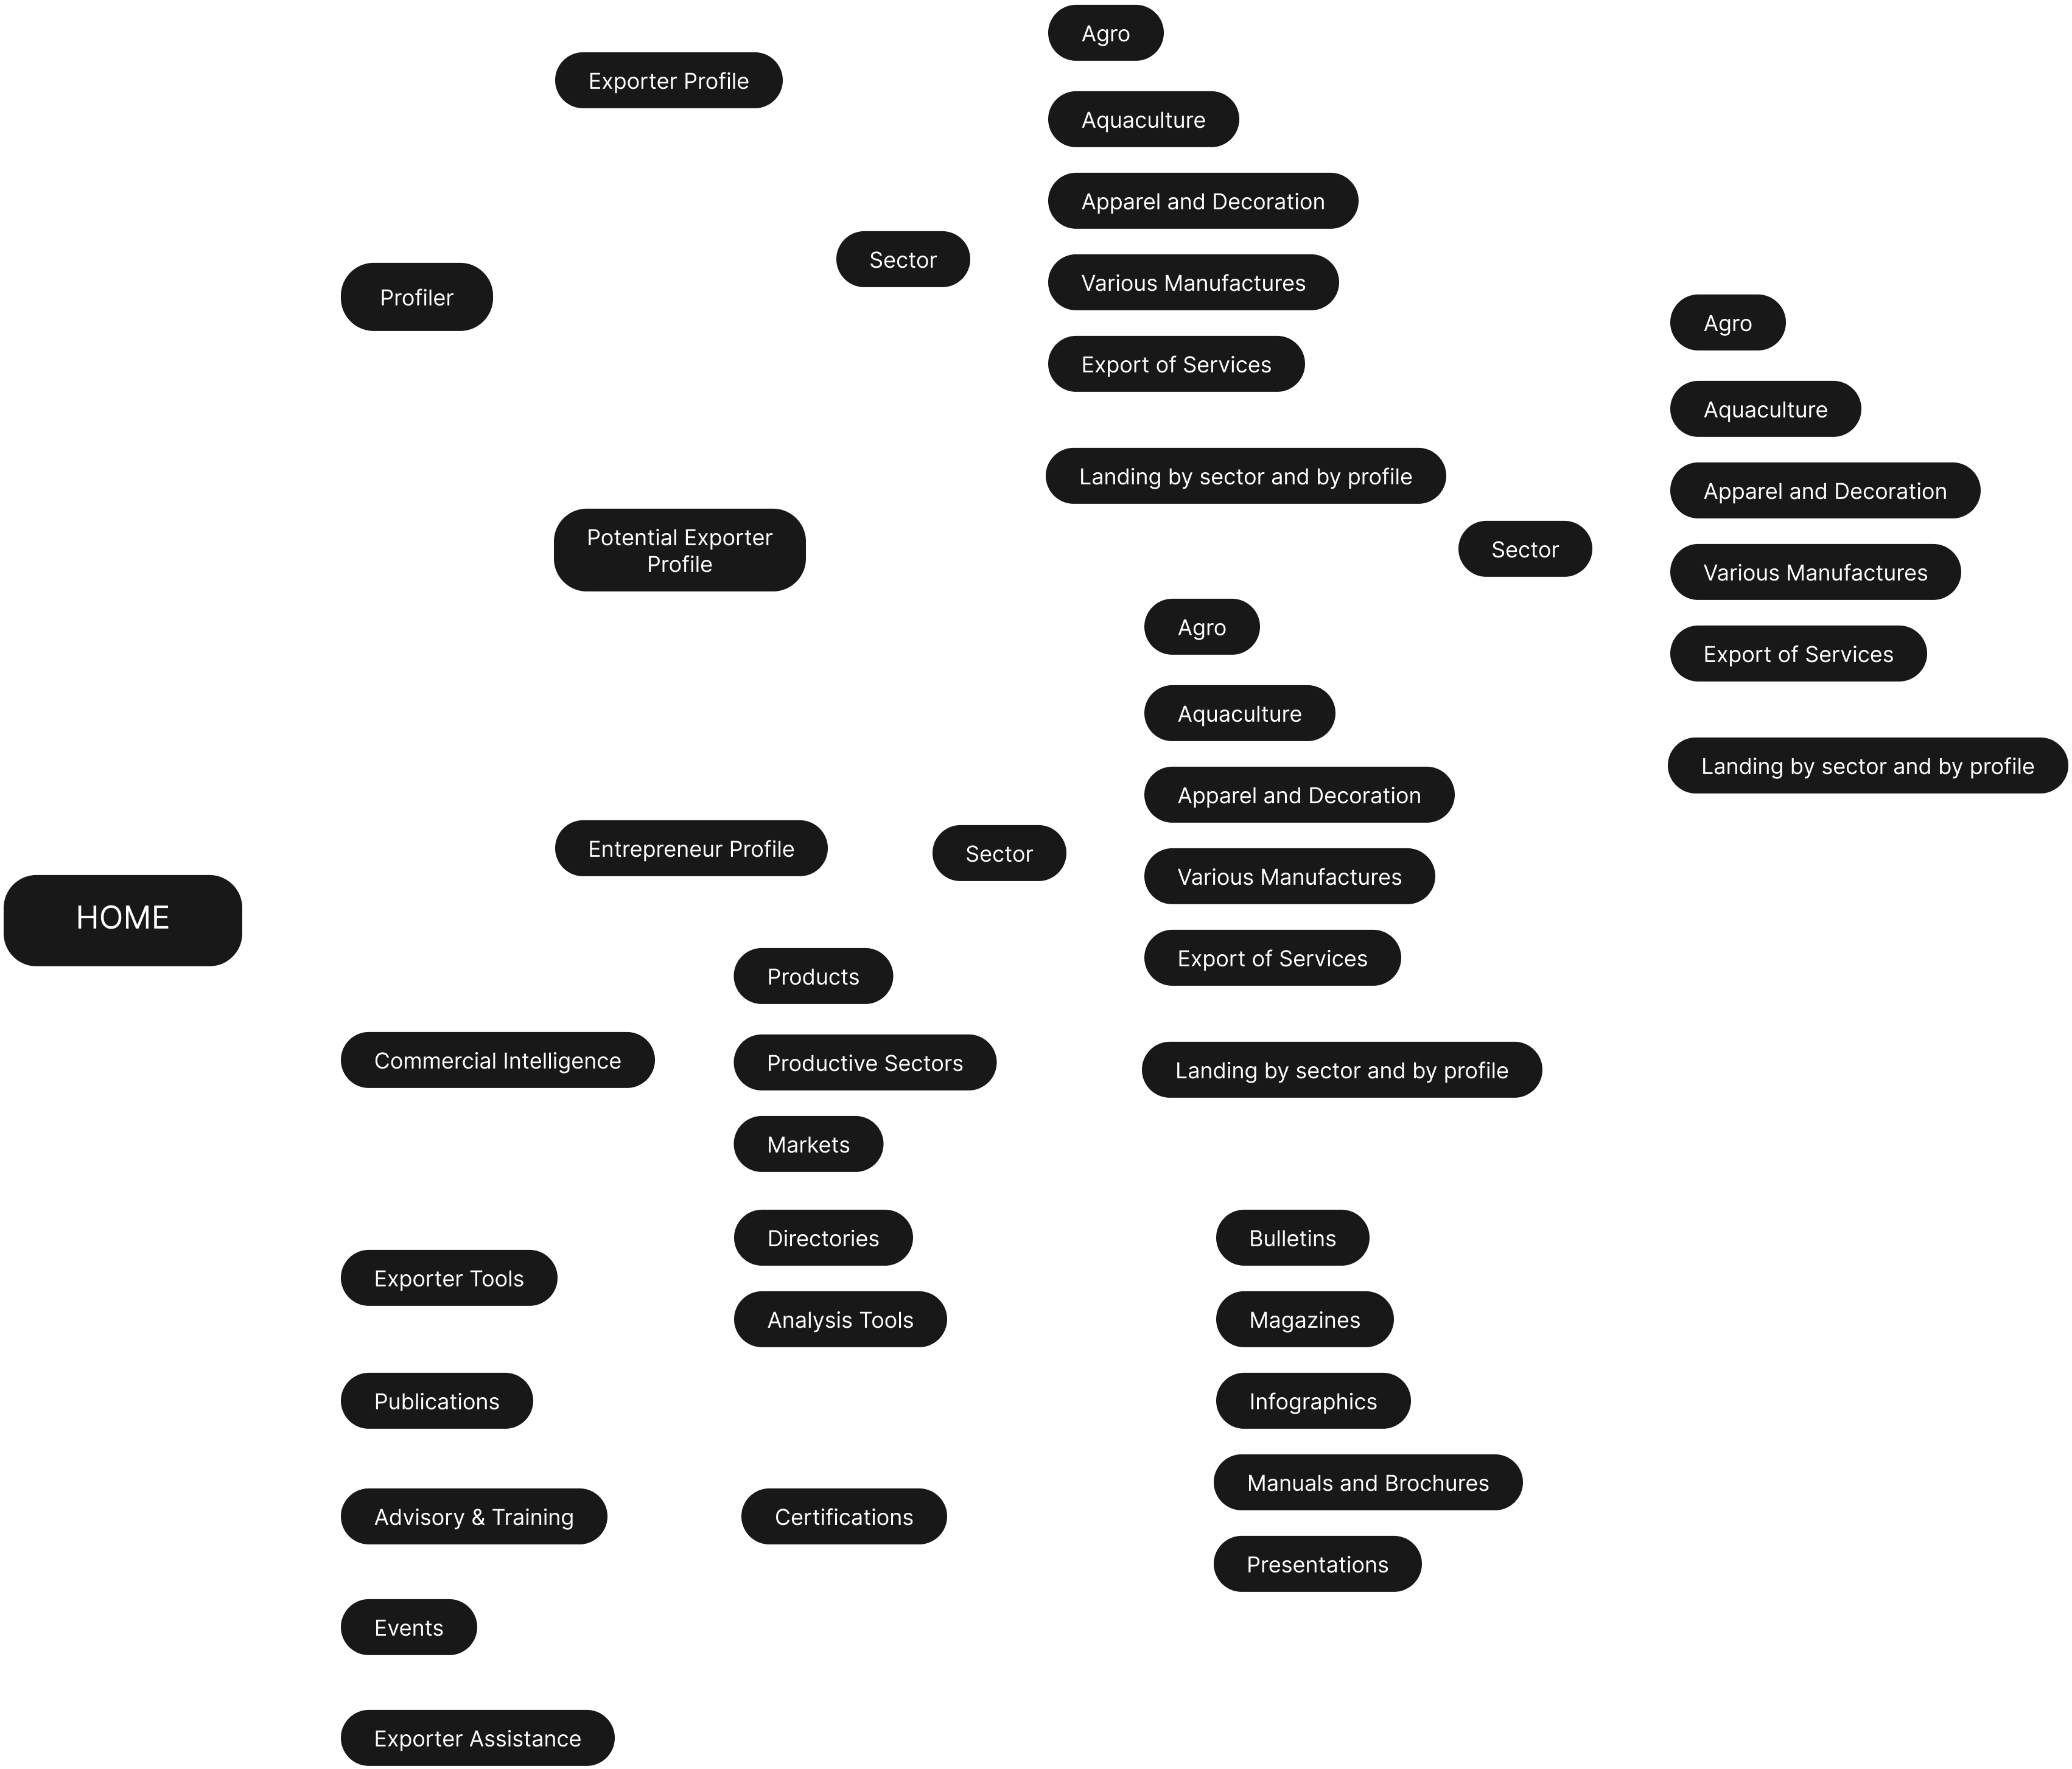 Agro
Exporter Profile
Aquaculture
Apparel and Decoration
Sector
Various Manufactures
Profiler
Export of Services
Landing by sector and by profile
Agro
Aquaculture
Apparel and Decoration
Potential Exporter
Profile
Sector
Various Manufactures
Export of Services
Landing by sector and by profile
Agro
Aquaculture
Apparel and Decoration
Entrepreneur Profile
Sector
Various Manufactures
Export of Services
Landing by sector and by profile
HOME
Products
Commercial Intelligence
Productive Sectors
Markets
Directories
Exporter Tools
Analysis Tools
Bulletins
Magazines
Publications
Infographics
Manuals and Brochures
Presentations
Advisory & Training
Certifications
Events
Exporter Assistance